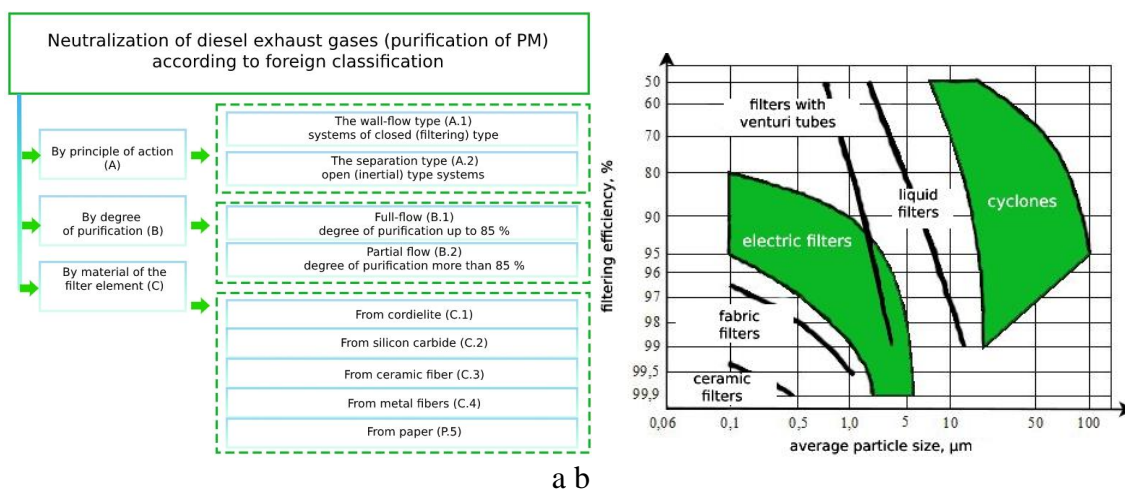 Neutralization of diesel exhaust gases (purification of PM)
according to foreign classification
By principle of action
(A)
The wall-flow type (A.1)
systems of closed (filtering) type
The separation type (A.2)
open (inertial) type systems
By degree
of purification (B)
Full-flow (B.1)
degree of purification up to 85 %
Partial flow (B.2)
degree of purification more than 85 %
By material of the
filter element (C)
From cordielite (C.1)
From silicon carbide (C.2)
From ceramic fiber (C.3)
From metal fibers (C.4)
From paper (P.5)
filtering efficiency, %
50
60
70
80
90
95
96
97
98
99
99,5
99,9
filters with
venturi tubes
liquid
filters
cyclones
electric filters
fabric
filters
ceramic
filters
0,06 0,1 0,5 1,0 5 10 50 100
average particle size, µm
a b